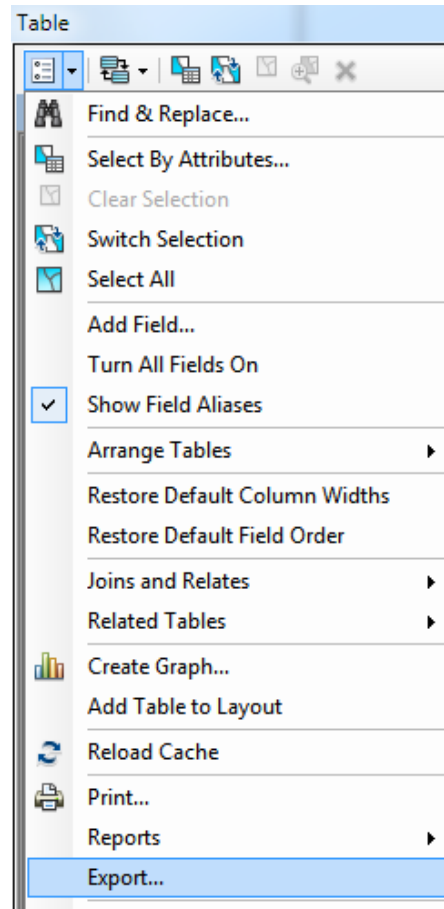 Table
Find & Replace...
Select By Attributes...
Clear Selection
Switch Selection
Select All
Add Field...
Turn All Fields On
Show Field Aliases
Arrange Tables
Restore Default Column Widths
Restore Default Field Order
Joins and Relates
Related Tables
Create Graph...
Add Table to Layout
Reload Cache
Print...
Reports
Export...